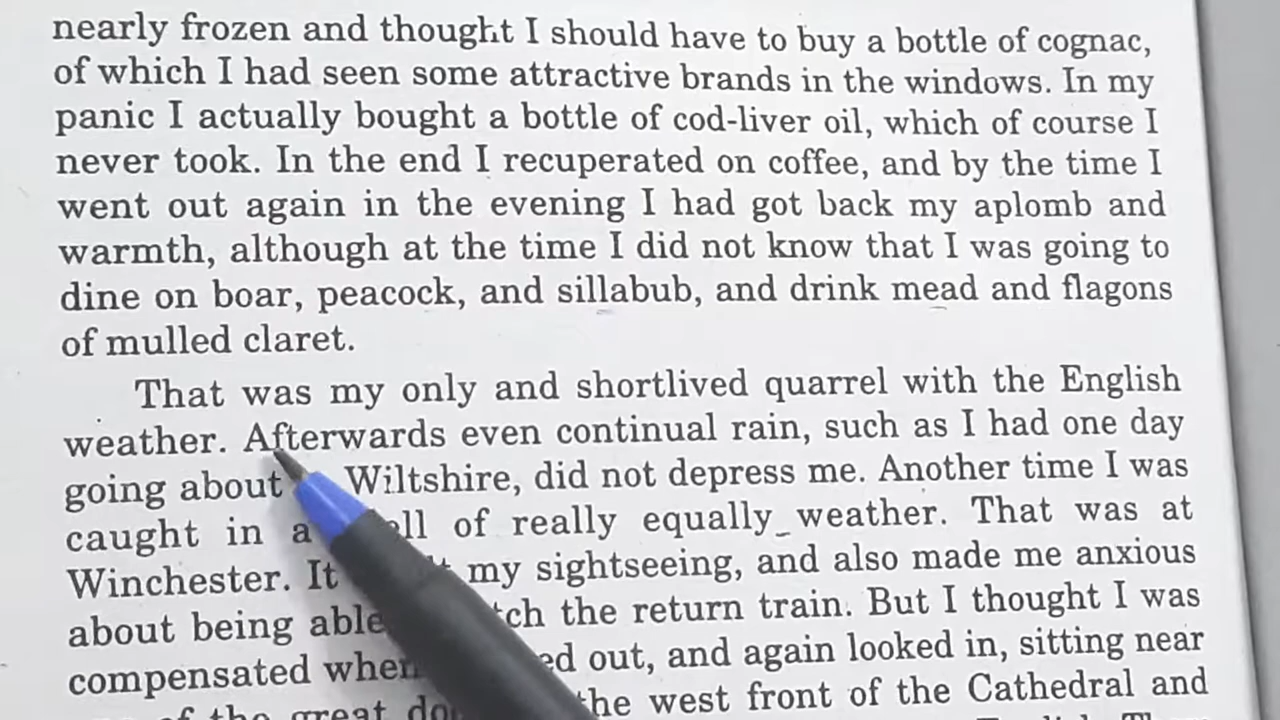 nearly frozen and thought I should have to buy a bottle of cognac,
of which I had seen some attractive brands in the windows. In my
panic I actually bought a bottle of cod-liver oil, which of course I
never took. In the end I recuperated on coffee, and by the time I
went out again in the evening I had got back my aplomb and
warmth, although at the time I did not know that I was going to
dine on boar, peacock, and sillabub, and drink mead and flagons
of mulled claret.
That was my only and shortlived quarrel with the English
weather. Afterwards even continual rain, such as I had one day
going about Wiltshire, did not depress me. Another time I was
caught in a of really equally weather. That was at
Winchester. It my sightseeing, and also made me anxious
about being able the return train. But I thought I was
compensated when out, and again looked in, sitting near
of the great the west front of the Cathedral and